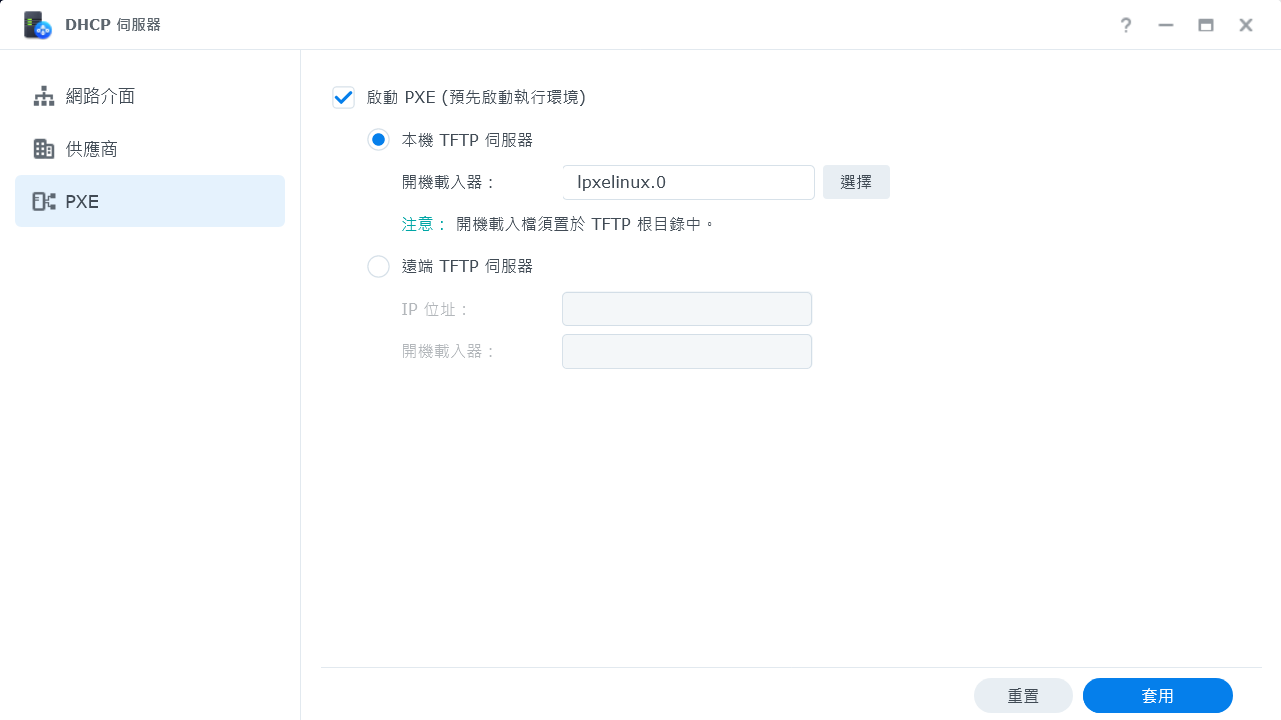 DHCP 伺服器
網路介面
供應商
PXE
啟動 PXE (預先啟動執行環境)
本機 TFTP 伺服器
開機載入器：
lpxelinux.0
選擇
注意： 開機載入檔須置於 TFTP 根目錄中。
遠端 TFTP 伺服器
IP 位址：
開機載入器：
重置
套用